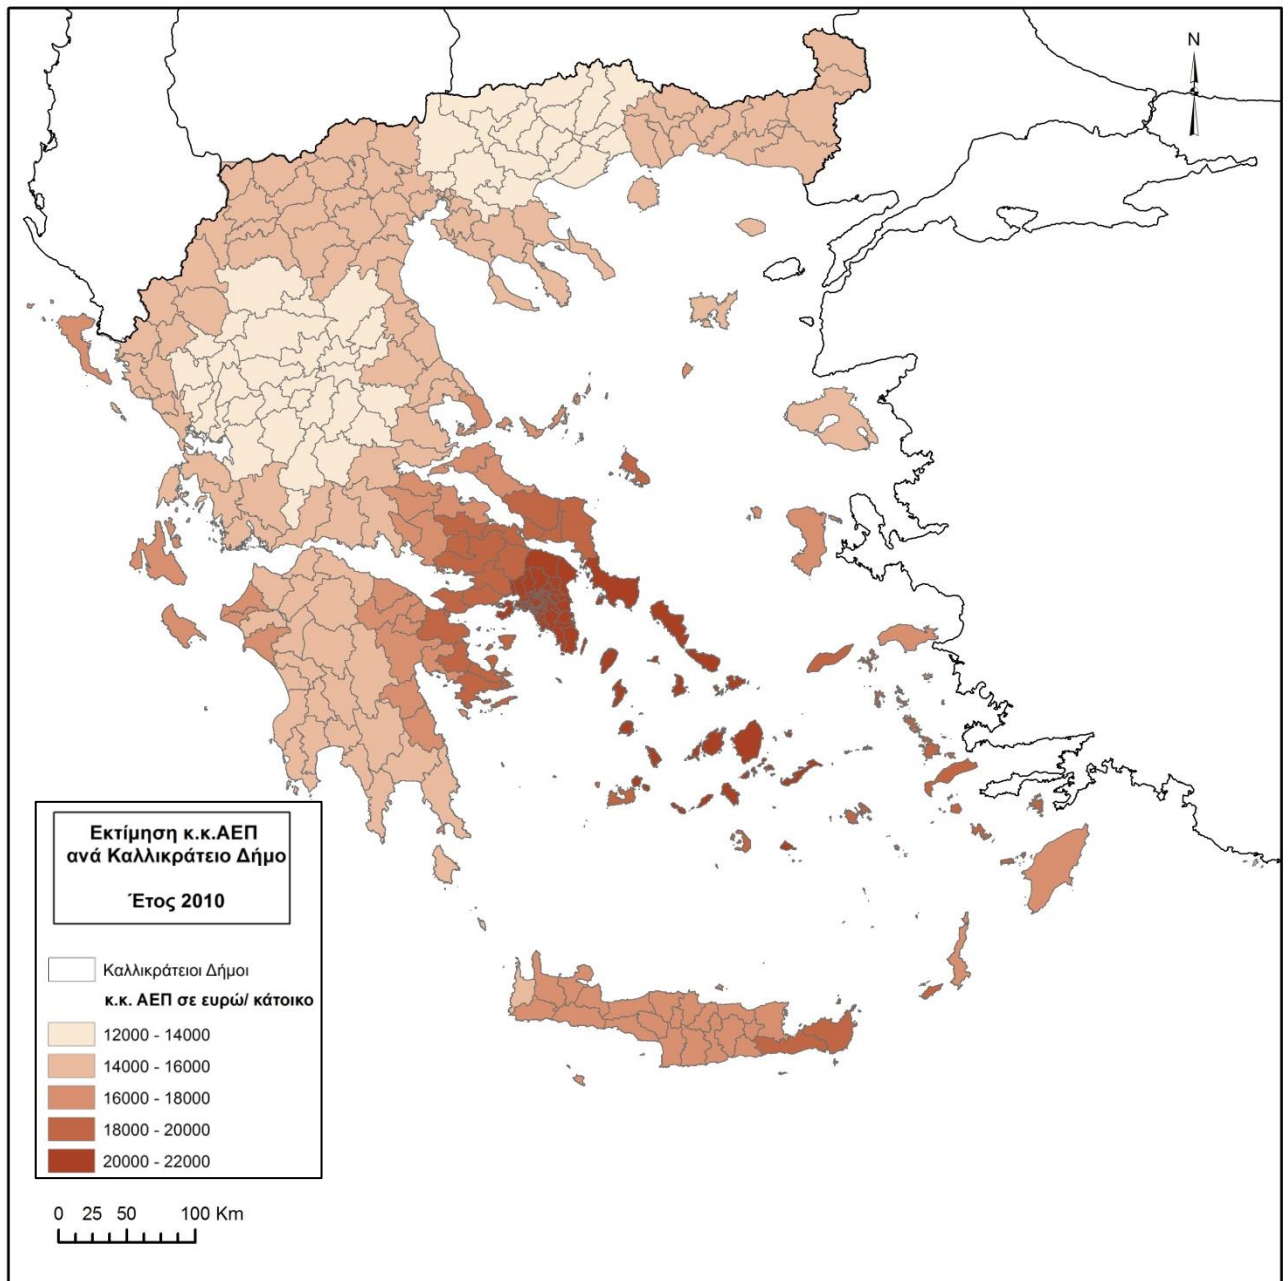 N
Εκτίμηση κ.κ.ΑΕΠ
ανά Καλλικράτειο Δήμο
Έτος 2010
Καλλικράτειοι Δήμοι
κ.κ. ΑΕΠ σε ευρώ/ κάτοικο
12000 - 14000
14000 - 16000
16000 - 18000
18000 - 20000
20000 - 22000
0 25 50 100 Km